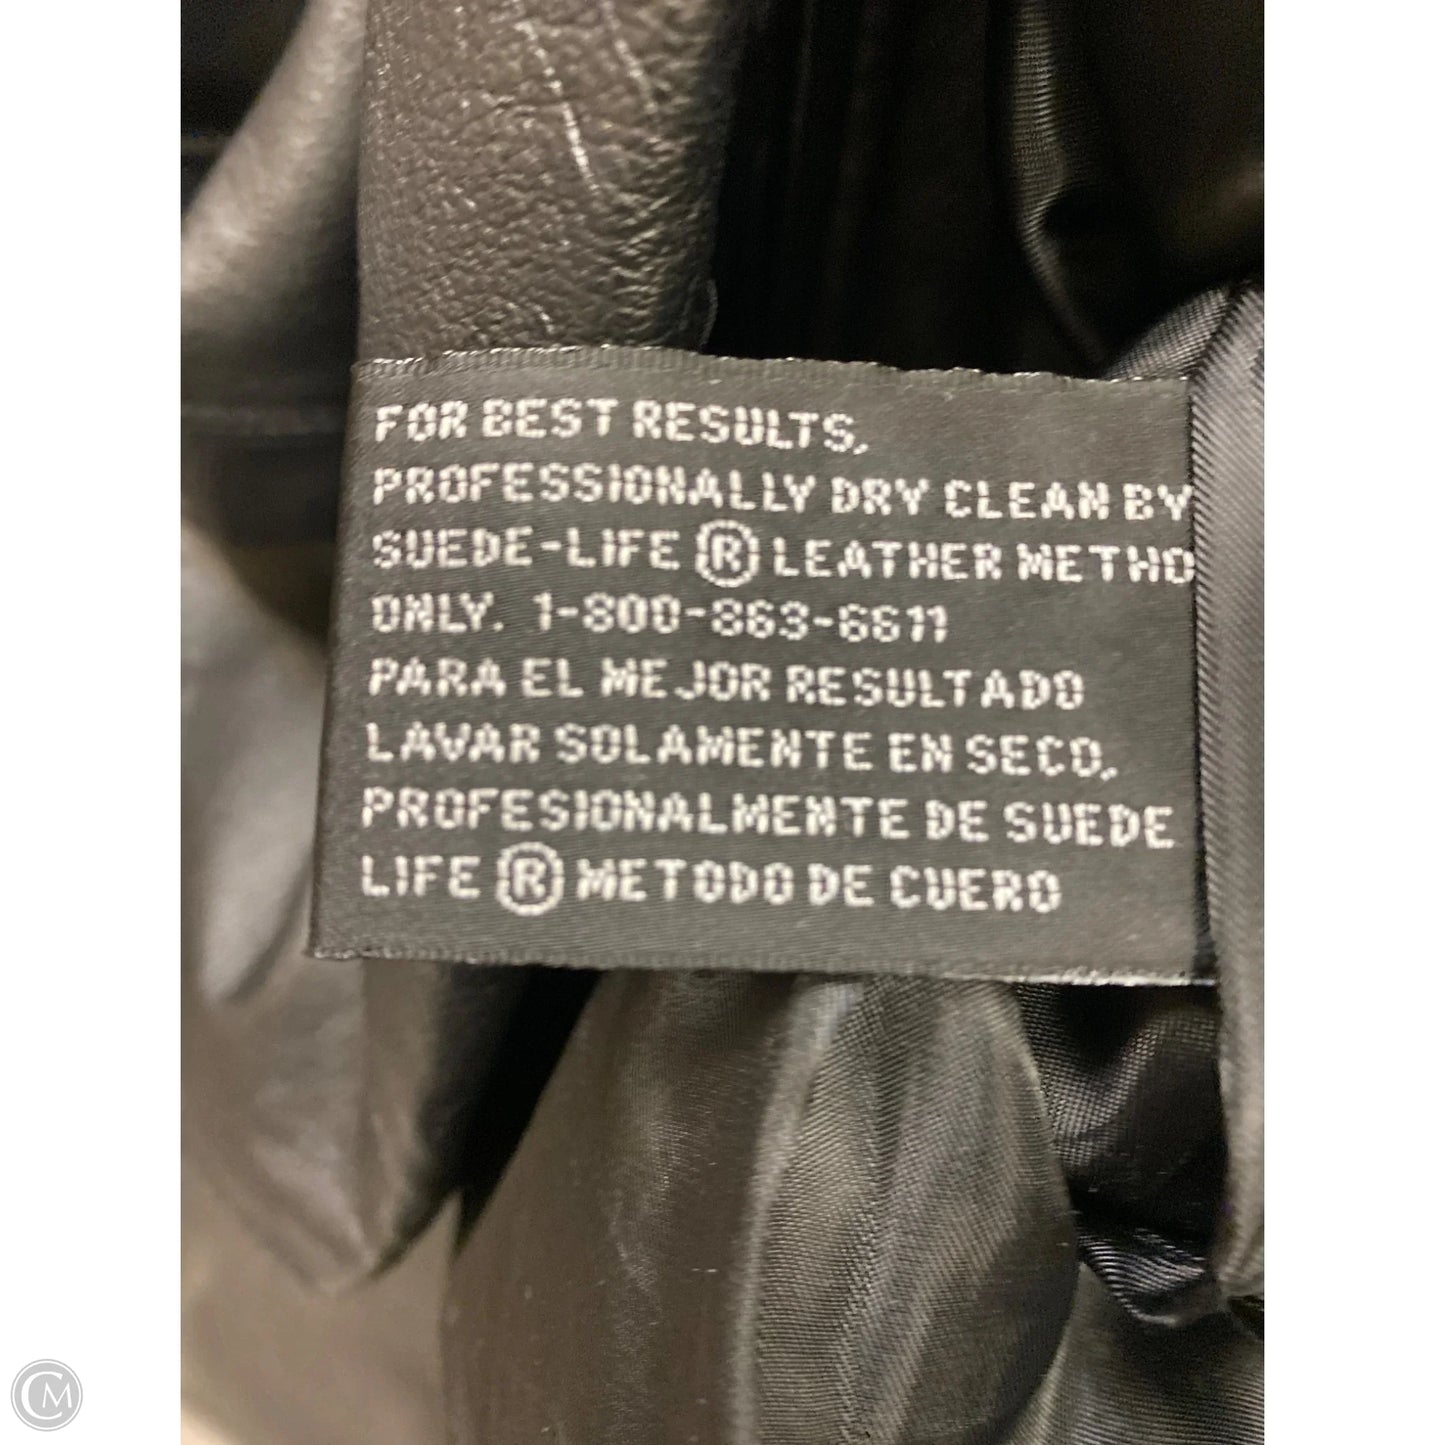 FOR BEST RESULTS,
PROFESSIONALLY DRY CLEAN BY
SUEDE-LIFE ® LEATHER METHO
ONLY. 1-800-863-6611
PARA EL MEJOR RESULTADO
LAVAR SOLAMENTE EN SECO,
PROFESIONALMENTE DE SUEDE
LIFE ® METODO DE CUERO
CM